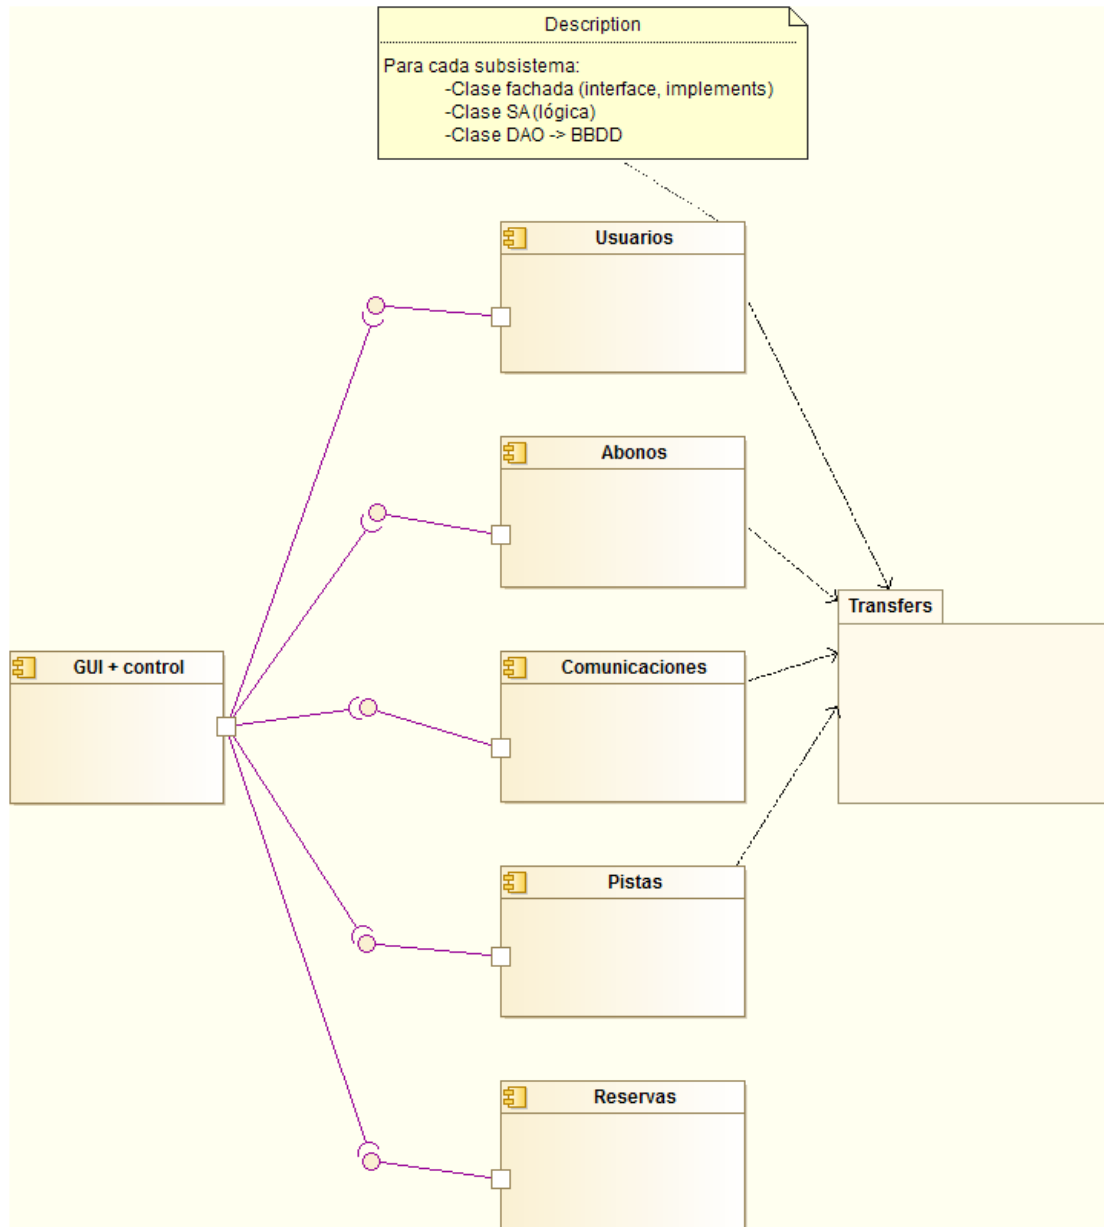 Description
Para cada subsistema:
-Clase fachada (interface, implements)
-Clase SA (lógica)
-Clase DAO -> BBDD
Usuarios
Abonos
Transfers
GUI + control
Comunicaciones
Pistas
Reservas